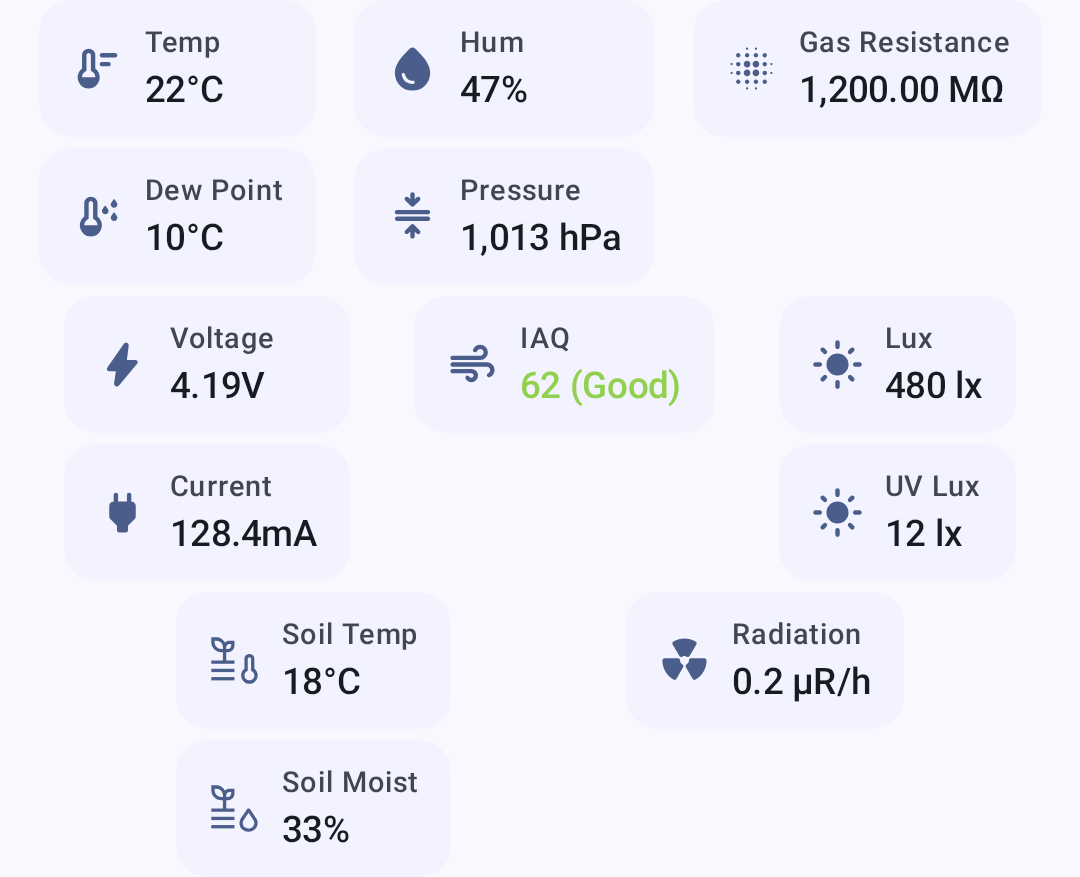 Temp
22°C
Hum
47%
Gas Resistance
1,200.00 MΩ
Dew Point
10°C
Pressure
1,013 hPa
Voltage
4.19V
IAQ
62 (Good)
Lux
480 lx
Current
128.4mA
UV Lux
12 lx
Soil Temp
18°C
Radiation
0.2 µR/h
Soil Moist
33%